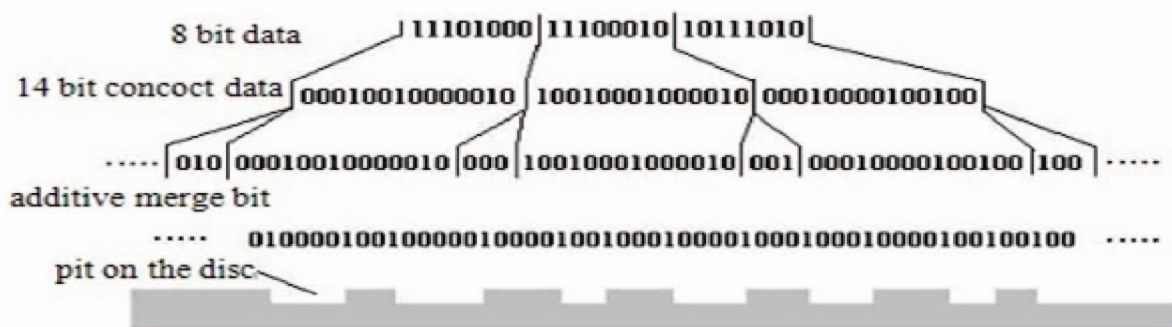 8 bit data 11101000 11100010 10111010
14 bit concoct data 00010010000010 10010001000010 00010000100100
····· 010 00010010000010 000 10010001000010 001 00010000100100 100 ·····
additive merge bit
····· 010000100100000100001001000100001000100010000100100100 ·····
pit on the disc